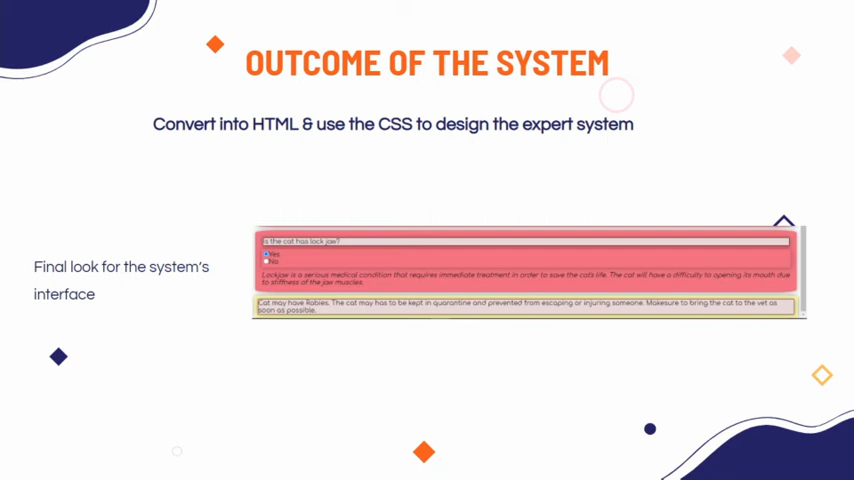 OUTCOME OF THE SYSTEM
Convert into HTML & use the CSS to design the expert system
Final look for the system's
interface
Is the cat has lock jaw?
Yes
No
Lockjaw is a serious medical condition that requires immediate treatment in order to save the cat's life. The cat will have a difficulty to opening its mouth due
to stiffness of the jaw muscles.
Cat may have Rabies. The cat may has to be kept in quarantine and prevented from escaping or injuring someone. Makesure to bring the cat to the vet as
soon as possible.